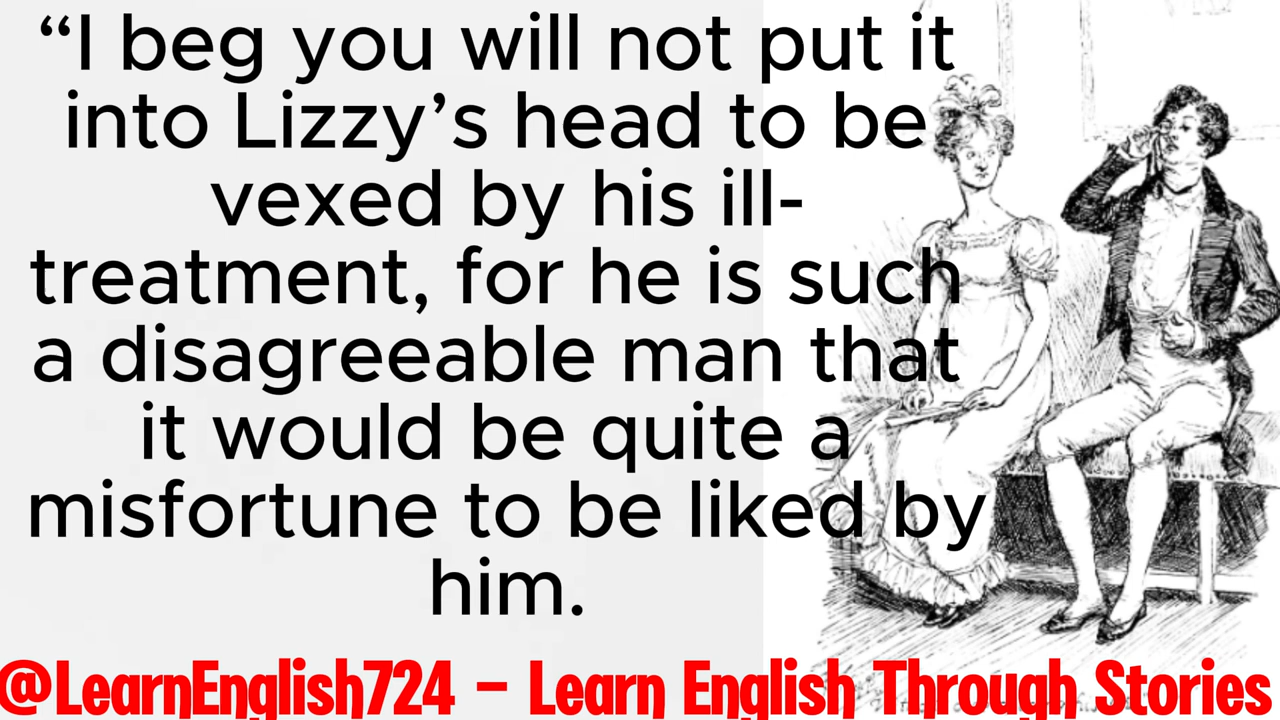 “I beg you will not put it
into Lizzy’s head to be
vexed by his ill-
treatment, for he is such
a disagreeable man that
it would be quite a
misfortune to be liked by
him.
@LearnEnglish724 – Learn English Through Stories